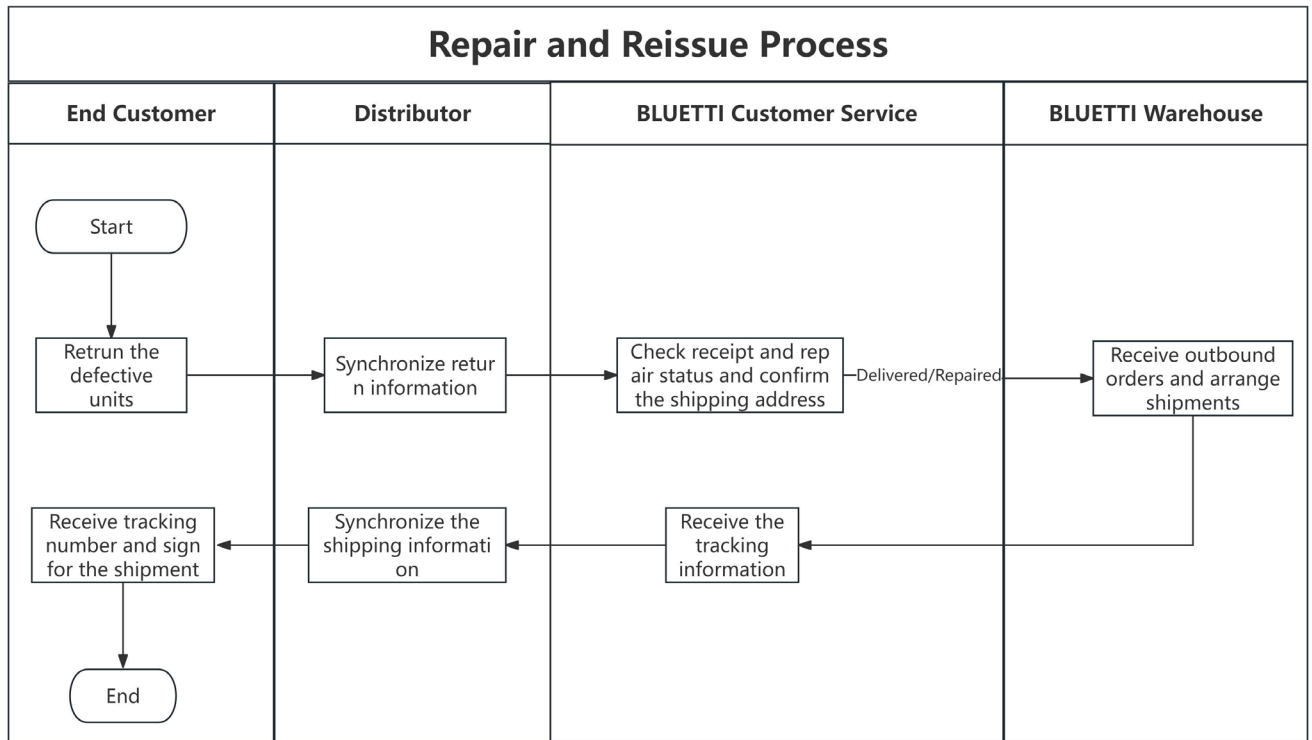 Repair and Reissue Process
End Customer
Distributor
BLUETTI Customer Service
BLUETTI Warehouse
Start
Retrun the
defective
units
Synchronize retur
n information
Check receipt and rep
air status and confirm
the shipping address
Delivered/Repaired
Receive outbound
orders and arrange
shipments
Receive tracking
number and sign
for the shipment
Synchronize the
shipping informati
on
Receive the
tracking
information
End